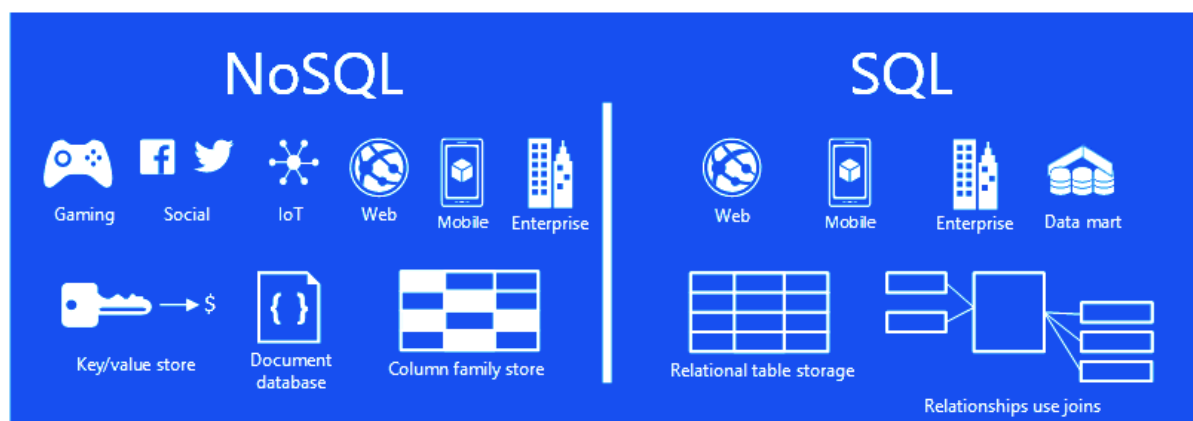 NoSQL
Gaming
Social
IoT
Web
Mobile
Enterprise
{ }
$
Key/value store
Document
database
Column family store
SQL
Web
Mobile
Enterprise
Data mart
Relational table storage
Relationships use joins